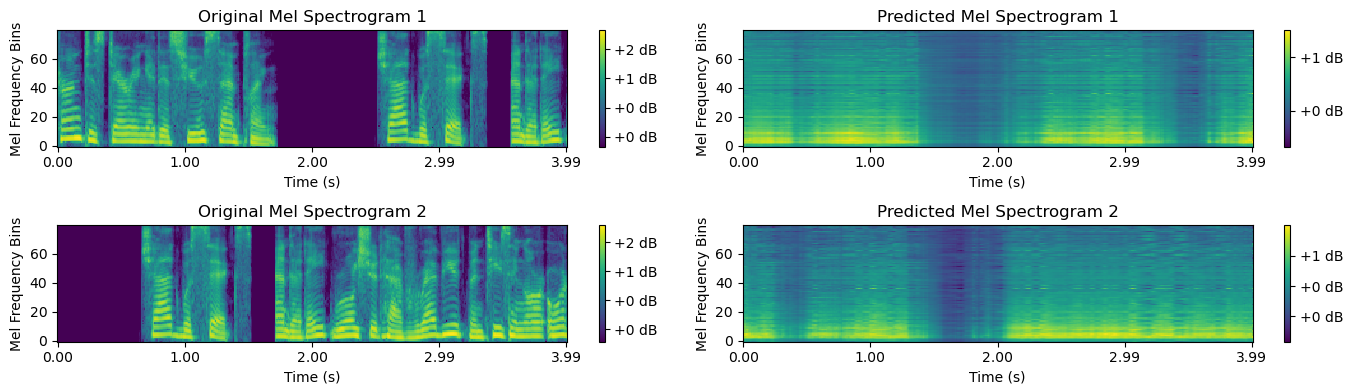 Original Mel Spectrogram 1
Mel Frequency Bins
60
40
20
0
0.00 1.00 2.00 2.99 3.99
Time (s)
+2 dB
+1 dB
+0 dB
+0 dB
Predicted Mel Spectrogram 1
Mel Frequency Bins
60
40
20
0
0.00 1.00 2.00 2.99 3.99
Time (s)
+1 dB
+0 dB
Original Mel Spectrogram 2
Mel Frequency Bins
60
40
20
0
0.00 1.00 2.00 2.99 3.99
Time (s)
+2 dB
+1 dB
+0 dB
+0 dB
Predicted Mel Spectrogram 2
Mel Frequency Bins
60
40
20
0
0.00 1.00 2.00 2.99 3.99
Time (s)
+1 dB
+0 dB
+0 dB